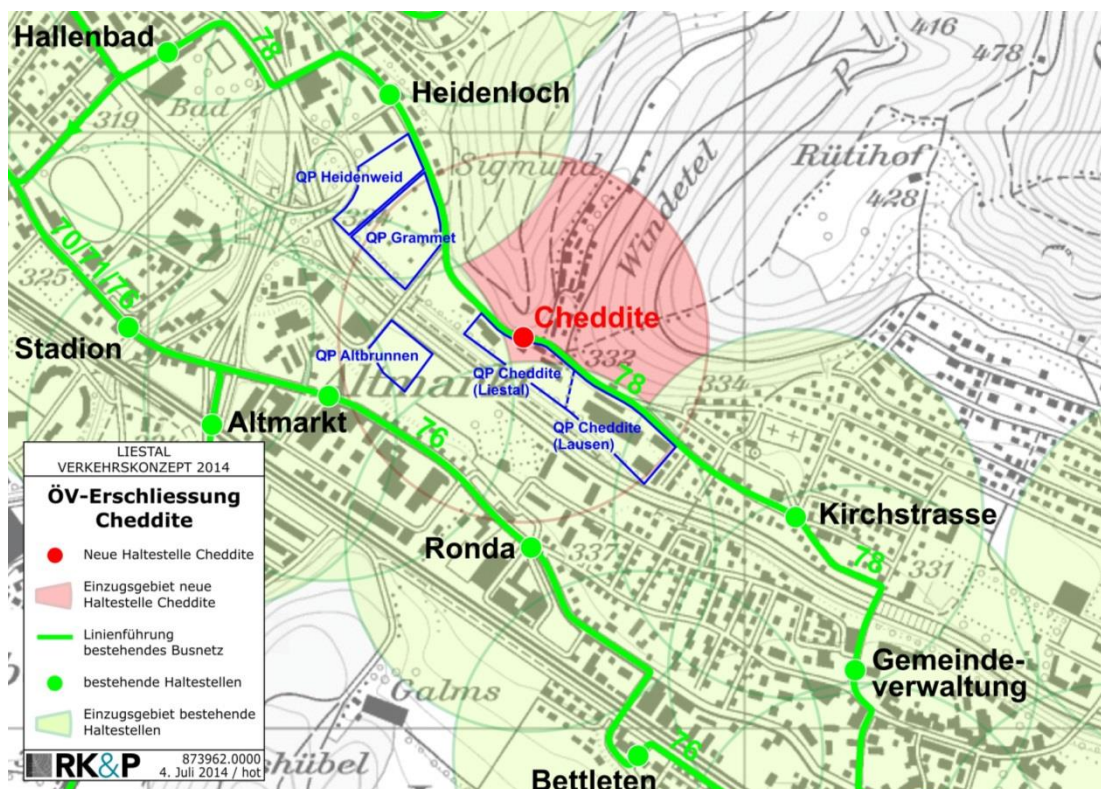 Hallenbad
78
Heidenloch
Bad
319
416
478
Sigmund
Windetel
Rütihof
428
QP Heidenweid
324
QP Grammet
70/71/76
325
Stadion
Cheddite
332
QP Altbrunnen
Altmarkt
QP Cheddite
(Liestal)
78
334
QP Cheddite
(Lausen)
Altmarkt
76
Kirchstrasse
Ronda
337
78
331
Gemeinde-
verwaltung
Galms
76
Bettleten
LIESTAL
VERKEHRSKONZEPT 2014
ÖV-Erschliessung
Cheddite
Neue Haltestelle Cheddite
Einzugsgebiet neue
Haltestelle Cheddite
Linienführung
bestehendes Busnetz
bestehende Haltestellen
Einzugsgebiet bestehende
Haltestellen
RK&P
873962.0000
4. Juli 2014 / hot